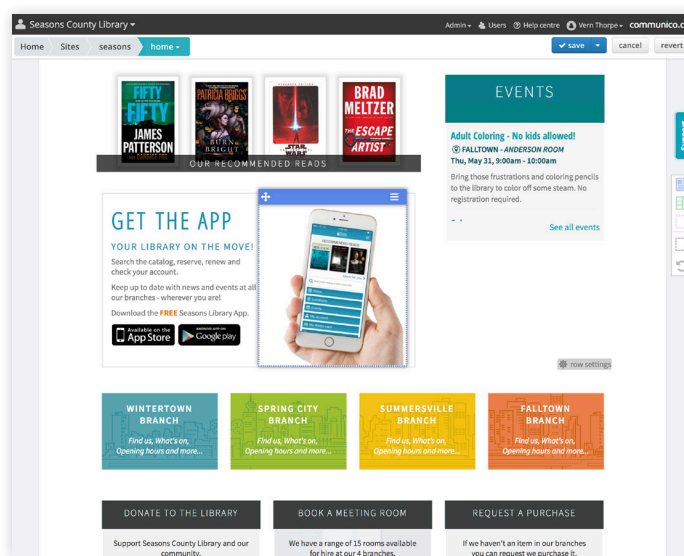 Seasons County Library
Admin Users Help centre Vern Thorpe communico.c
Home Sites seasons home
save cancel revert
FIFTY
FIFTY
JAMES
PATTERSON
AND CANDICE FOX
PATRICIA BRIGGS
BURN
BRIGHT
STAR
WARS
BRAD
MELTZER
THE ESCAPE
ARTIST
OUR RECOMMENDED READS
EVENTS
Adult Coloring - No kids allowed!
FALLTOWN - ANDERSON ROOM
Thu, May 31, 9:00am - 10:00am
Bring those frustrations and coloring pencils
to the library to color off some steam. No
registration required.
See all events
Support
GET THE APP
YOUR LIBRARY ON THE MOVE!
Search the catalog, reserve, renew and
check your account.
Keep up to date with news and events at all
our branches - wherever you are!
Download the FREE Seasons Library App.
Available on the
App Store
ANDROID APP ON
Google play
RECOMMENDED READS
row settings
WINTERTOWN
BRANCH
Find us, What's on,
Opening hours and more...
SPRING CITY
BRANCH
Find us, What's on,
Opening hours and more...
SUMMERSVILLE
BRANCH
Find us, What's on,
Opening hours and more...
FALLTOWN
BRANCH
Find us, What's on,
Opening hours and more...
DONATE TO THE LIBRARY
Support Seasons County Library and our
community.
BOOK A MEETING ROOM
We have a range of 15 rooms available
for hire at our 4 branches.
REQUEST A PURCHASE
If we haven't an item in our branches
you can request we purchase it.